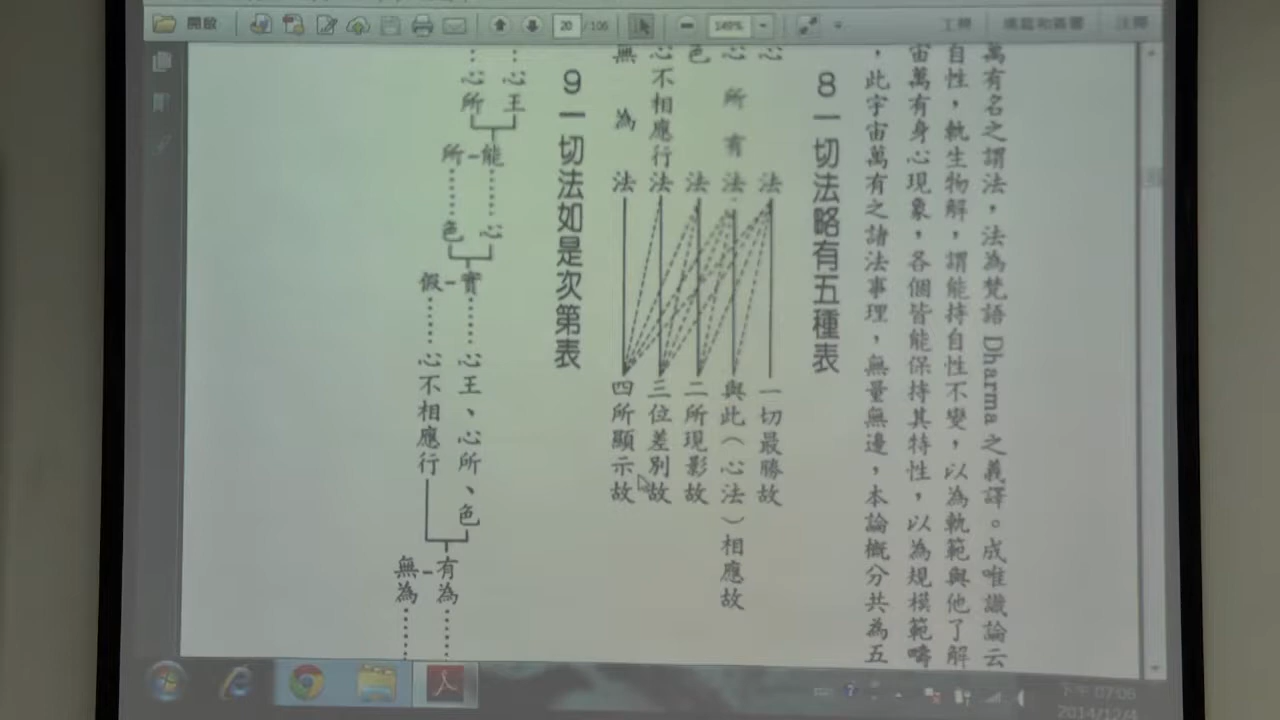 開啟
20 / 106
149%
工具
註解
萬有名之謂法，法為梵語 Dharma 之義譯。成唯識論云
自性，軌生物解，謂能持自性不變，以為軌範與他了解
宙萬有身心現象，各個皆能保持其特性，以為規模範疇
，此宇宙萬有之諸法事理，無量無邊，本論概分共為五
8 一切法略有五種表
心法
心所有法
色法
心不相應行法
無為法
一切最勝故
與此（心法）相應故
二所現影故
三位差別故
四所顯示故
9 一切法如是次第表
心王
心所
能
所
心
色
實
假
心王、心所、色
心不相應行
有為
無為
下午 07:06
2014/12/4